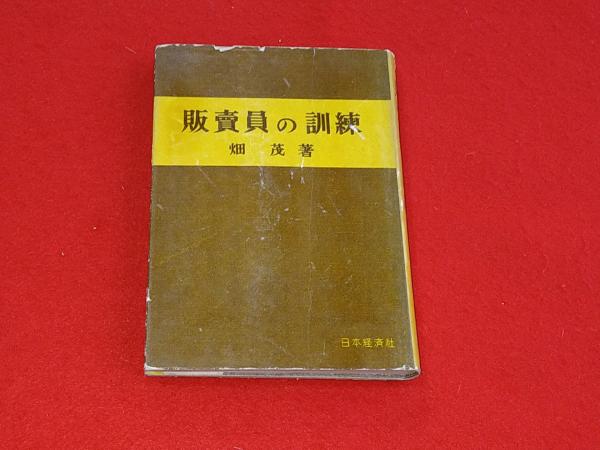 販賣員の訓練
畑 茂著
日本経済社